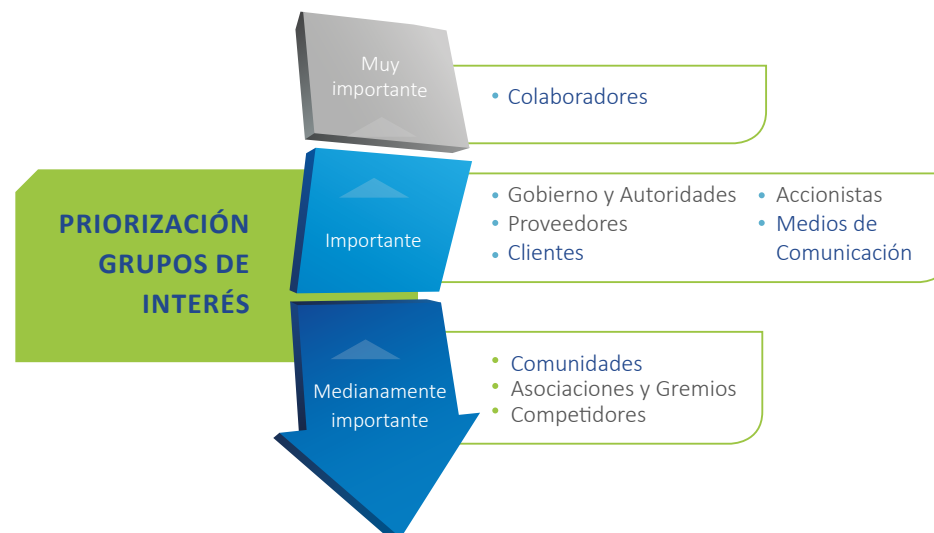 PRIORIZACIÓN
GRUPOS DE
INTERÉS
Muy
importante
• Colaboradores
Importante
• Gobierno y Autoridades
• Proveedores
• Clientes
• Accionistas
• Medios de
Comunicación
Medianamente
importante
• Comunidades
• Asociaciones y Gremios
• Competidores